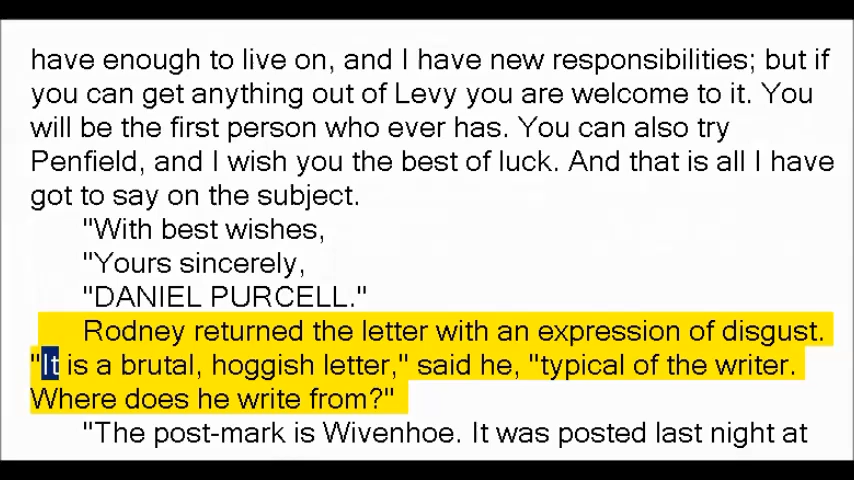 have enough to live on, and I have new responsibilities; but if
you can get anything out of Levy you are welcome to it. You
will be the first person who ever has. You can also try
Penfield, and I wish you the best of luck. And that is all I have
got to say on the subject.
"With best wishes,
"Yours sincerely,
"DANIEL PURCELL."
Rodney returned the letter with an expression of disgust.
"It is a brutal, hoggish letter," said he, "typical of the writer.
Where does he write from?"
"The post-mark is Wivenhoe. It was posted last night at